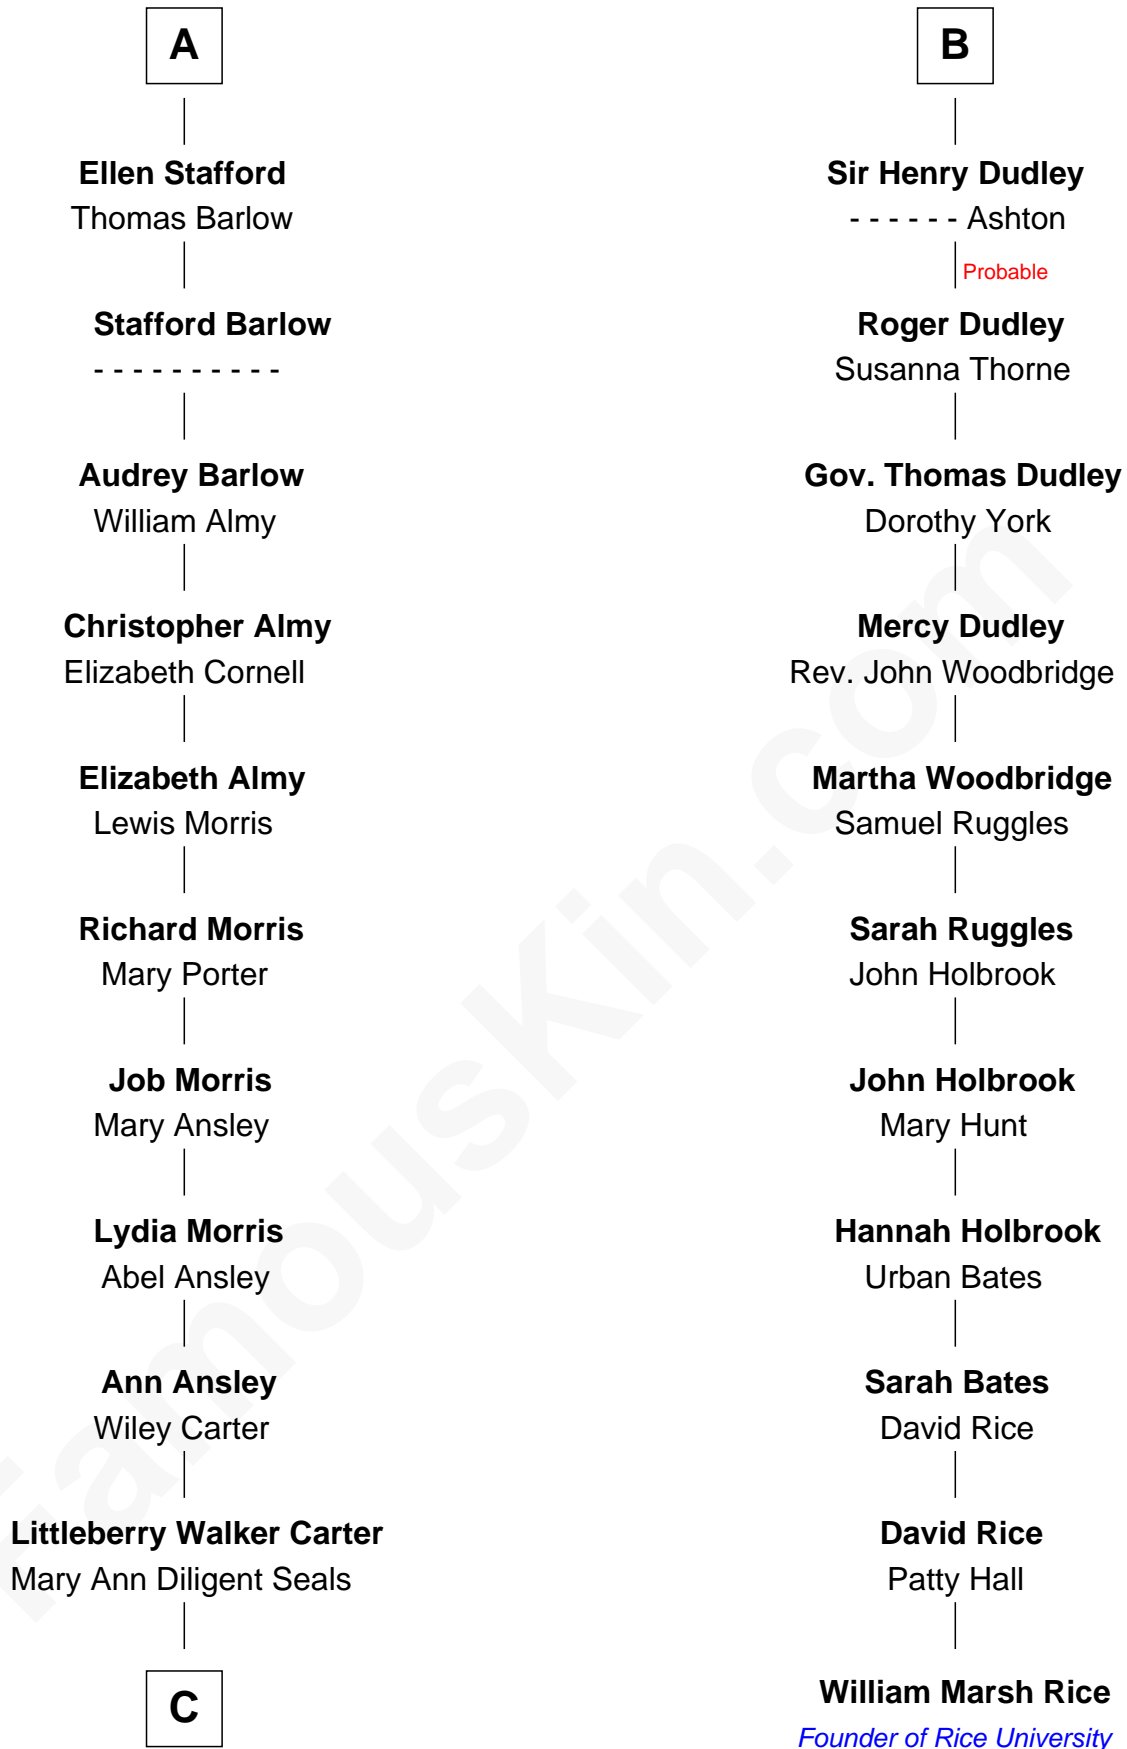 A
Ellen Stafford
Thomas Barlow
Stafford Barlow
- - - - - - - - - -
Audrey Barlow
William Almy
Christopher Almy
Elizabeth Cornell
Elizabeth Almy
Lewis Morris
Richard Morris
Mary Porter
Job Morris
Mary Ansley
Lydia Morris
Abel Ansley
Ann Ansley
Wiley Carter
Littleberry Walker Carter
Mary Ann Diligent Seals
C
B
Sir Henry Dudley
- - - - - - Ashton
Probable
Roger Dudley
Susanna Thorne
Gov. Thomas Dudley
Dorothy York
Mercy Dudley
Rev. John Woodbridge
Martha Woodbridge
Samuel Ruggles
Sarah Ruggles
John Holbrook
John Holbrook
Mary Hunt
Hannah Holbrook
Urban Bates
Sarah Bates
David Rice
David Rice
Patty Hall
William Marsh Rice
Founder of Rice University
FamousKin.com